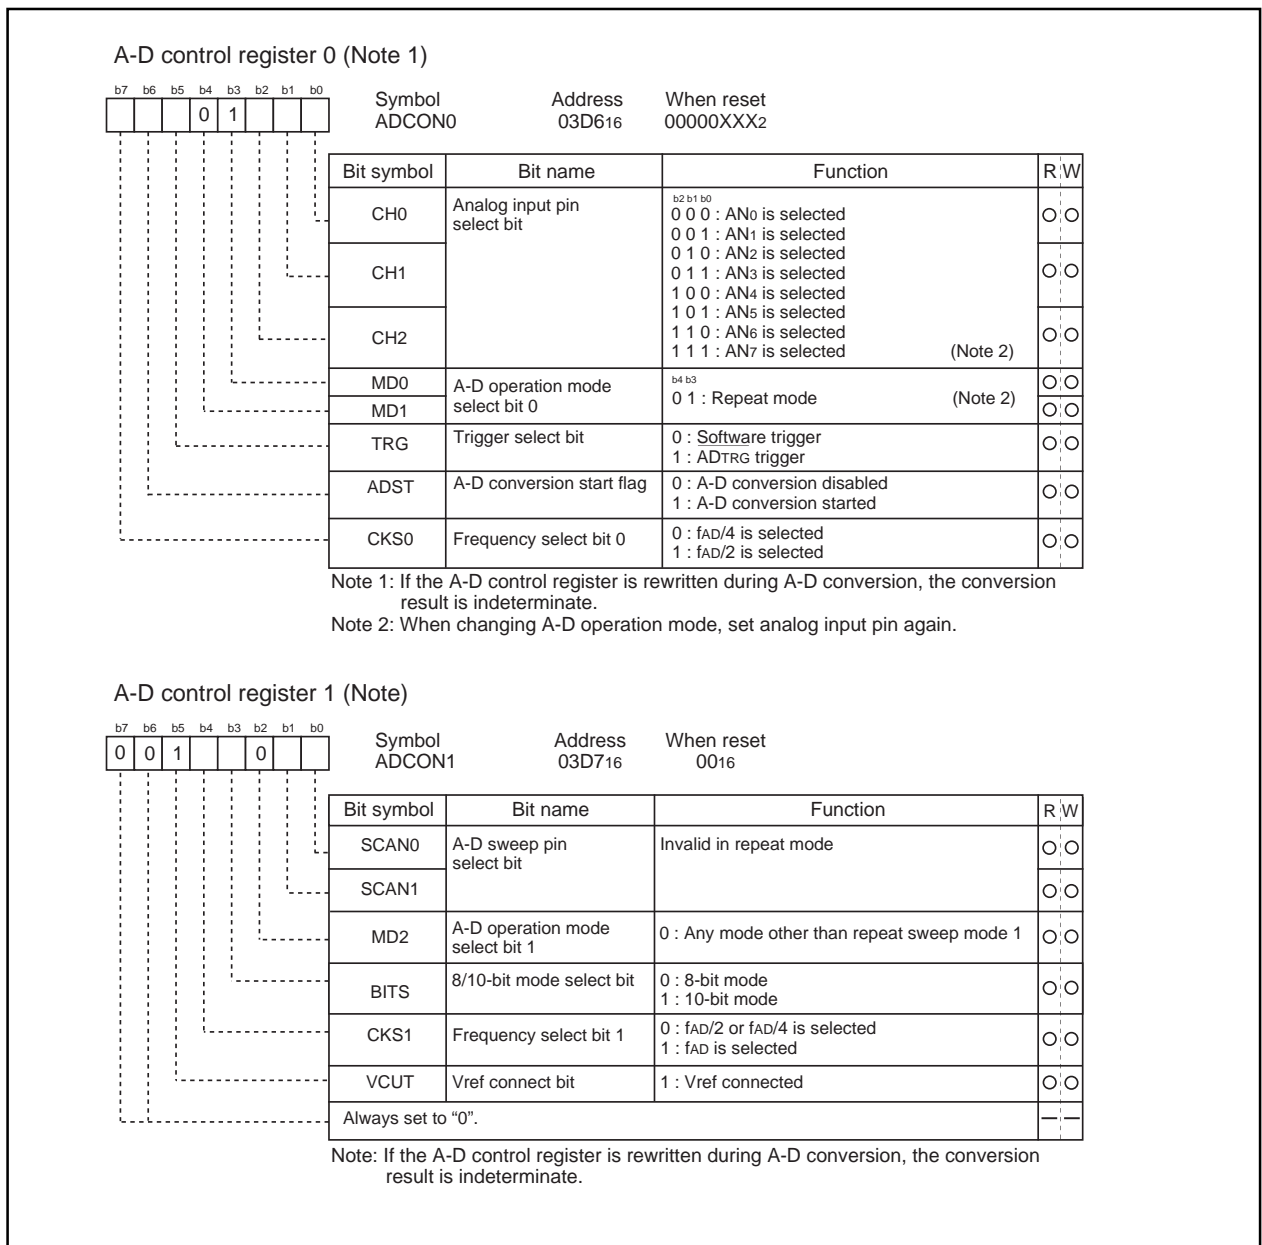 A-D control register 0 (Note 1)
b7 b6 b5 b4 b3 b2 b1 b0
0 1
Symbol Address When reset
ADCON0 03D616 00000XXX2
Bit symbol Bit name Function R W
CH0 Analog input pin select bit
b2 b1 b0
0 0 0 : AN0 is selected
0 0 1 : AN1 is selected
0 1 0 : AN2 is selected
CH1
0 1 1 : AN3 is selected
1 0 0 : AN4 is selected
1 0 1 : AN5 is selected
CH2
1 1 0 : AN6 is selected
1 1 1 : AN7 is selected (Note 2)
MD0 A-D operation mode select bit 0
b4 b3
0 1 : Repeat mode (Note 2)
MD1
TRG Trigger select bit
0 : Software trigger
1 : ADTRG trigger
ADST A-D conversion start flag
0 : A-D conversion disabled
1 : A-D conversion started
CKS0 Frequency select bit 0
0 : fAD/4 is selected
1 : fAD/2 is selected
Note 1: If the A-D control register is rewritten during A-D conversion, the conversion
result is indeterminate.
Note 2: When changing A-D operation mode, set analog input pin again.
A-D control register 1 (Note)
b7 b6 b5 b4 b3 b2 b1 b0
0 0 1 0
Symbol Address When reset
ADCON1 03D716 0016
Bit symbol Bit name Function R W
SCAN0 A-D sweep pin select bit
Invalid in repeat mode
SCAN1
MD2 A-D operation mode select bit 1
0 : Any mode other than repeat sweep mode 1
BITS 8/10-bit mode select bit
0 : 8-bit mode
1 : 10-bit mode
CKS1 Frequency select bit 1
0 : fAD/2 or fAD/4 is selected
1 : fAD is selected
VCUT Vref connect bit 1 : Vref connected
Always set to “0”.
Note: If the A-D control register is rewritten during A-D conversion, the conversion
result is indeterminate.